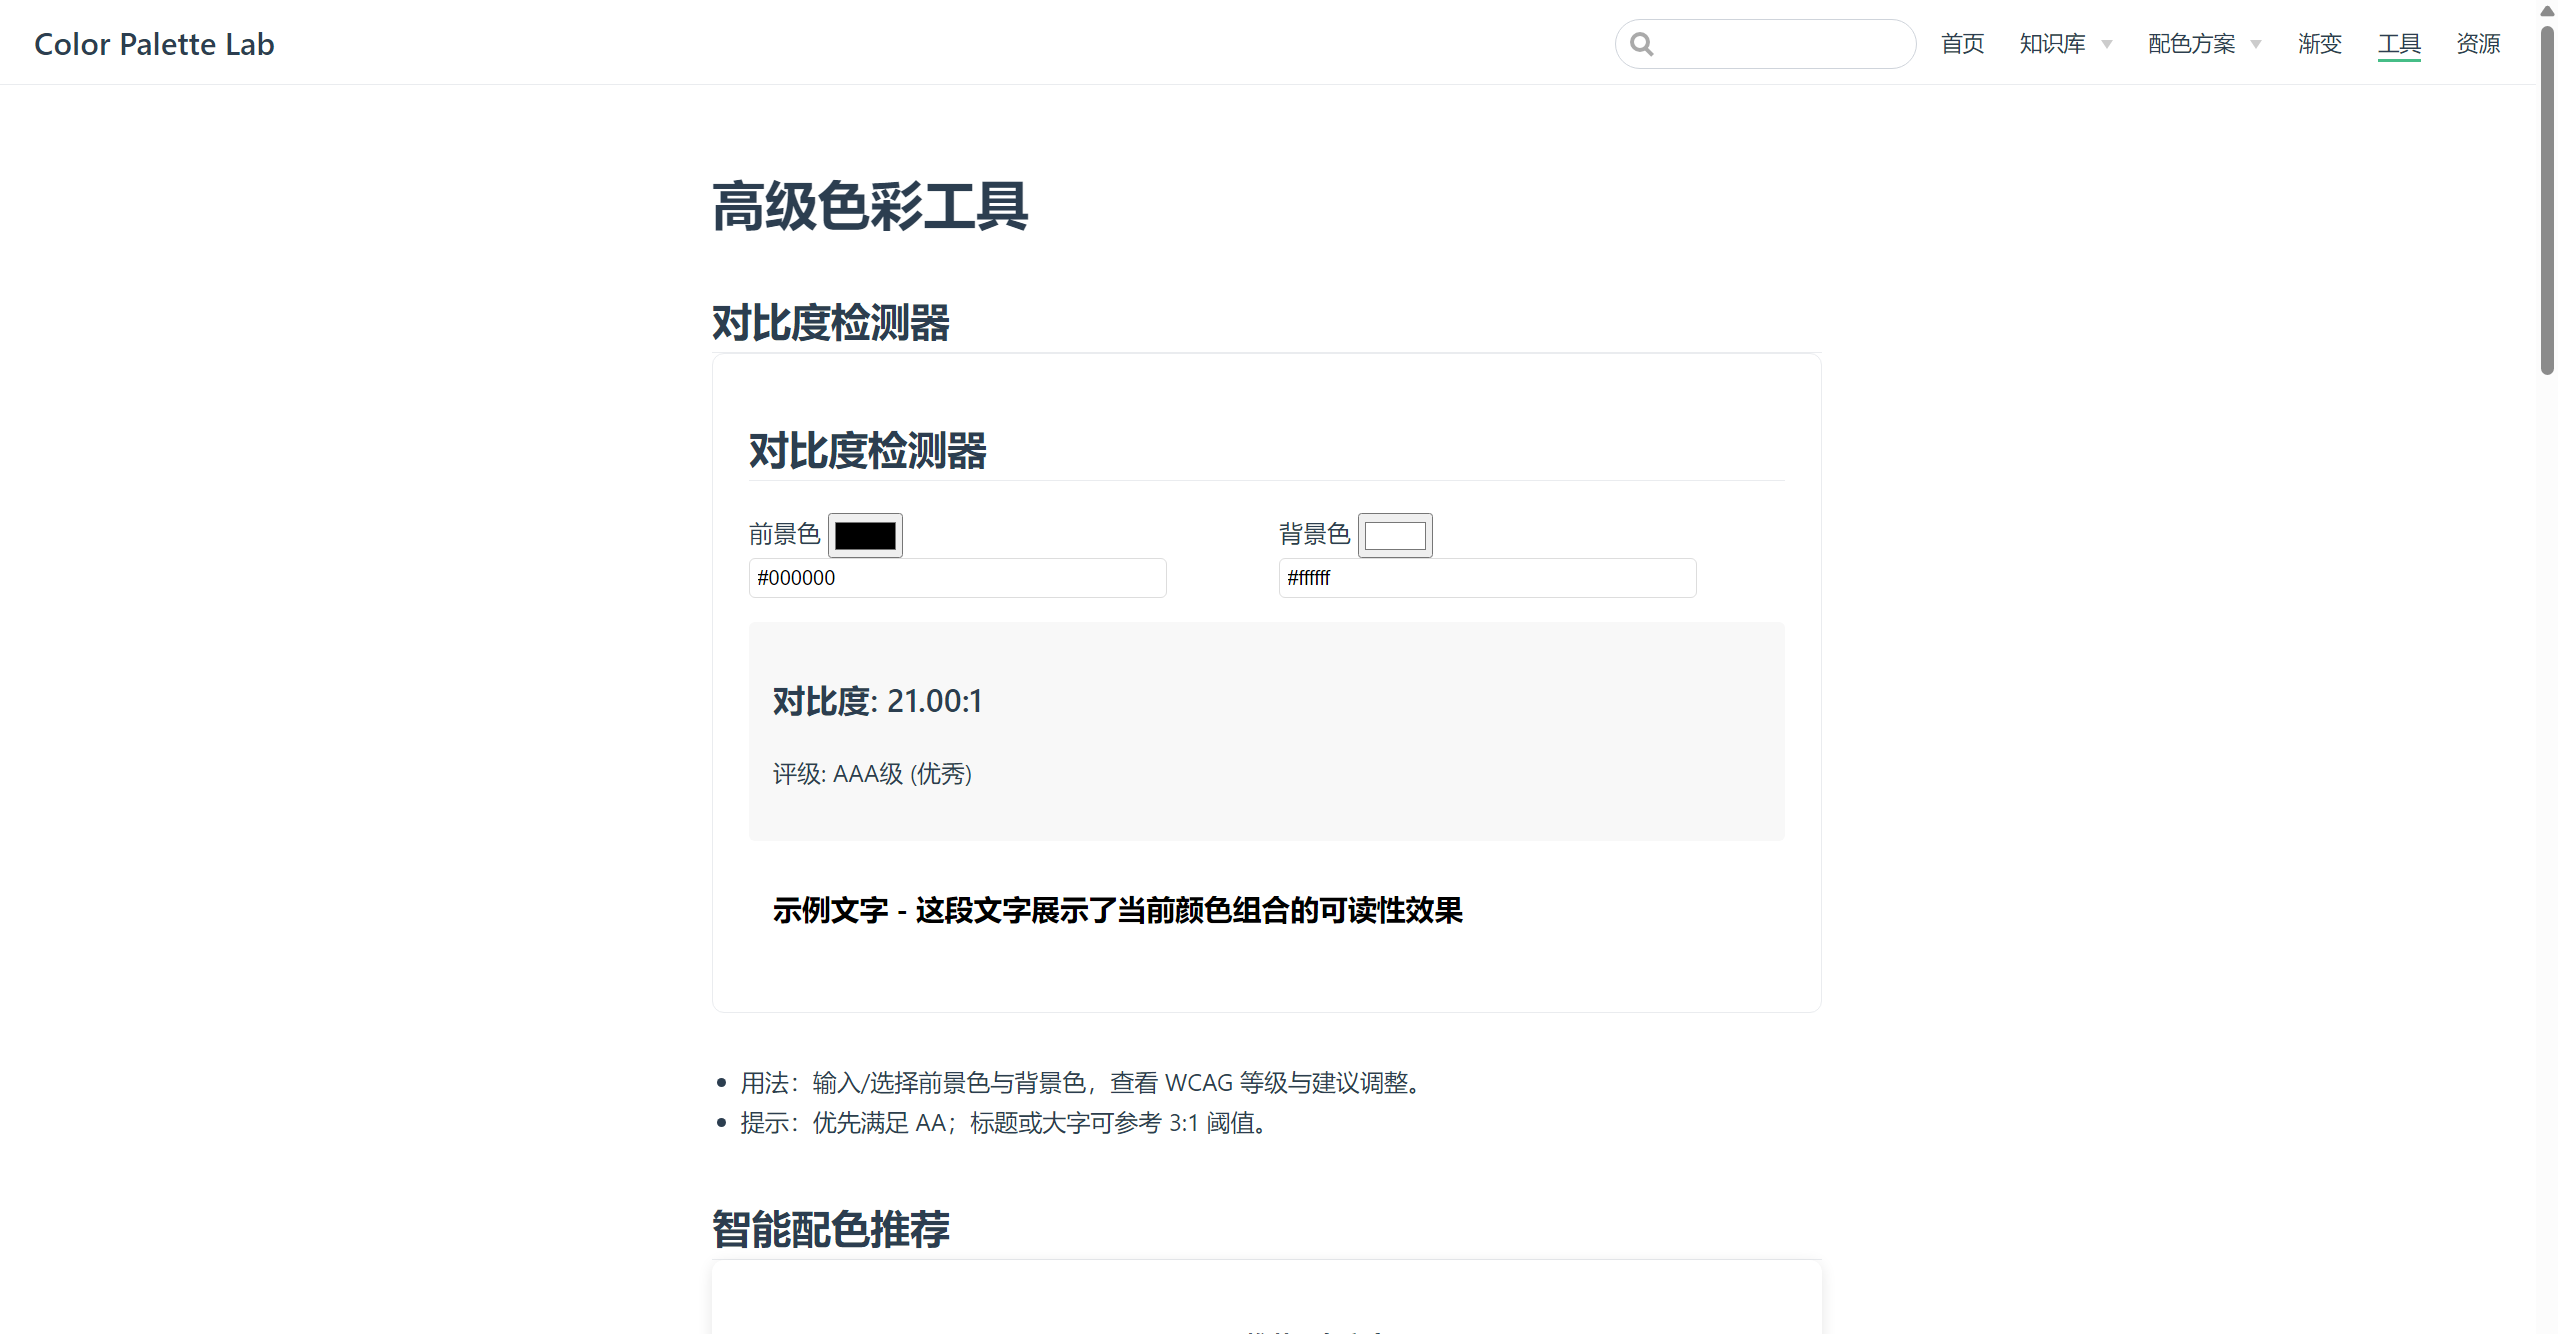 Color Palette Lab
首页
知识库
配色方案
渐变
工具
资源
高级色彩工具
对比度检测器
对比度检测器
前景色
背景色
#000000
#ffffff
对比度: 21.00:1
评级: AAA级 (优秀)
示例文字 - 这段文字展示了当前颜色组合的可读性效果
用法：输入/选择前景色与背景色，查看 WCAG 等级与建议调整。
提示：优先满足 AA；标题或大字可参考 3:1 阈值。
智能配色推荐